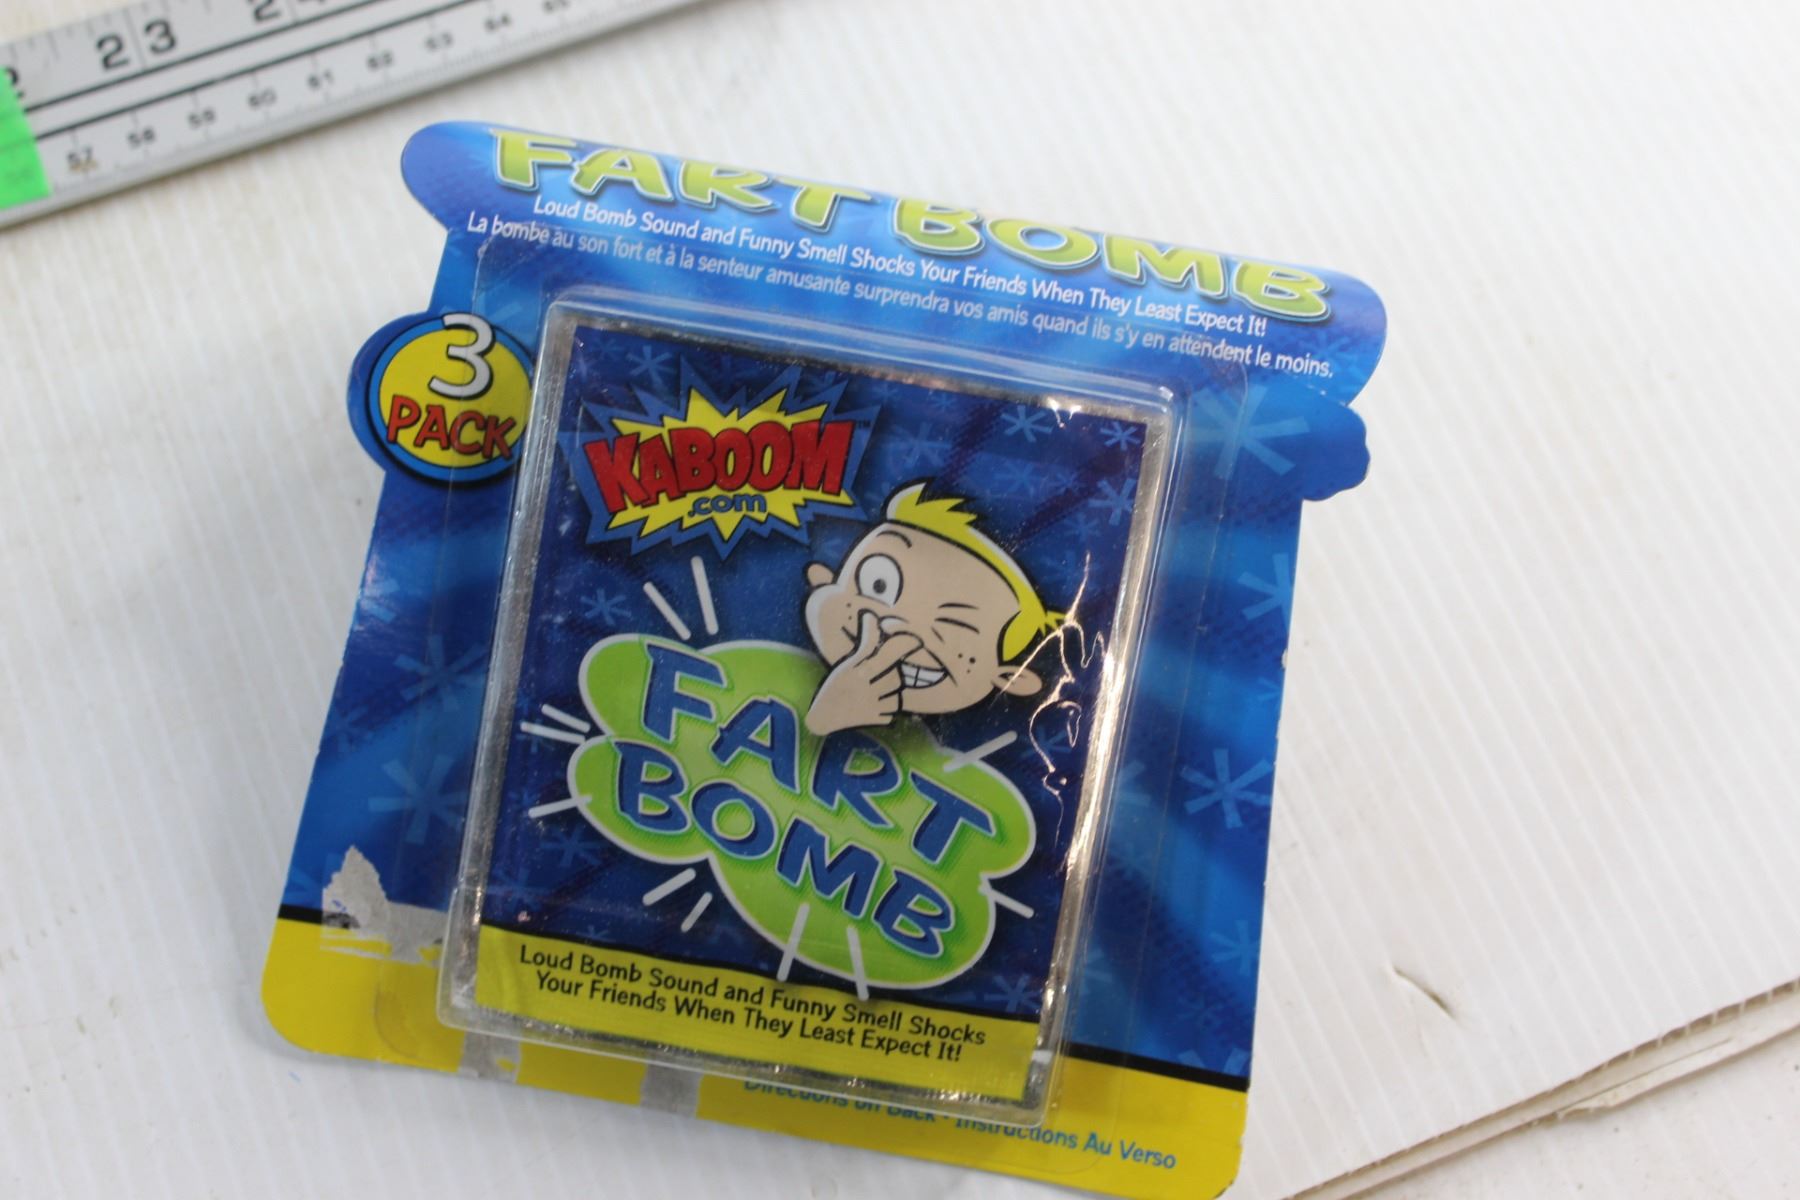 23
57 58 59 60 61 62 63 64 65
FART BOMB
Loud Bomb Sound and Funny Smell Shocks Your Friends When They Least Expect It!
La bombe au son fort et à la senteur amusante surprendra vos amis quand ils s'y en attendent le moins.
3
PACK
KABOOM™
.com
FART
BOMB
Loud Bomb Sound and Funny Smell Shocks
Your Friends When They Least Expect It!
Directions on Back • Instructions Au Verso